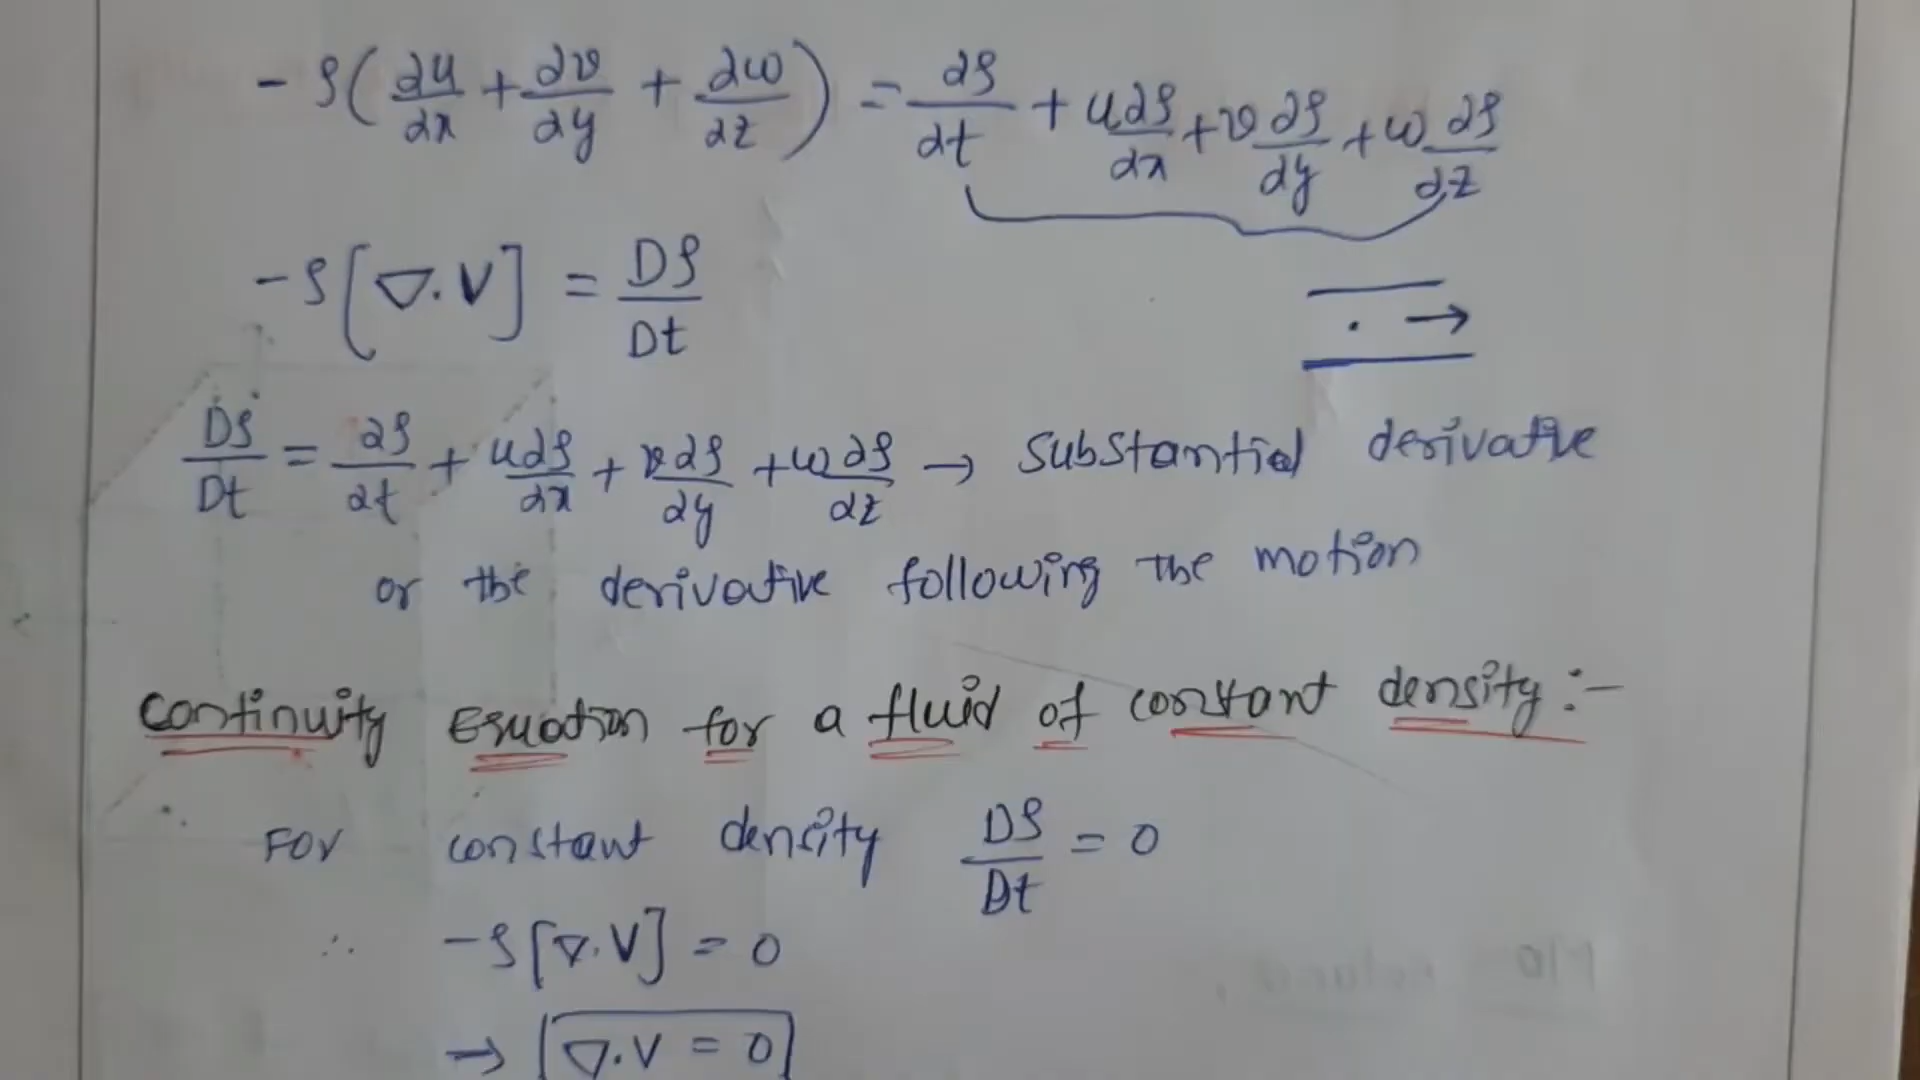 -ρ(∂u/∂x + ∂v/∂y + ∂w/∂z) = ∂ρ/∂t + u∂ρ/∂x + v∂ρ/∂y + w∂ρ/∂z
-ρ[∇.V] = Dρ/Dt
Dρ/Dt = ∂ρ/∂t + u∂ρ/∂x + v∂ρ/∂y + w∂ρ/∂z → Substantial derivative
or the derivative following the motion
Continuity Equation for a fluid of constant density :-
For constant density Dρ/Dt = 0
∴ -ρ[∇.V] = 0
→ ∇.V = 0